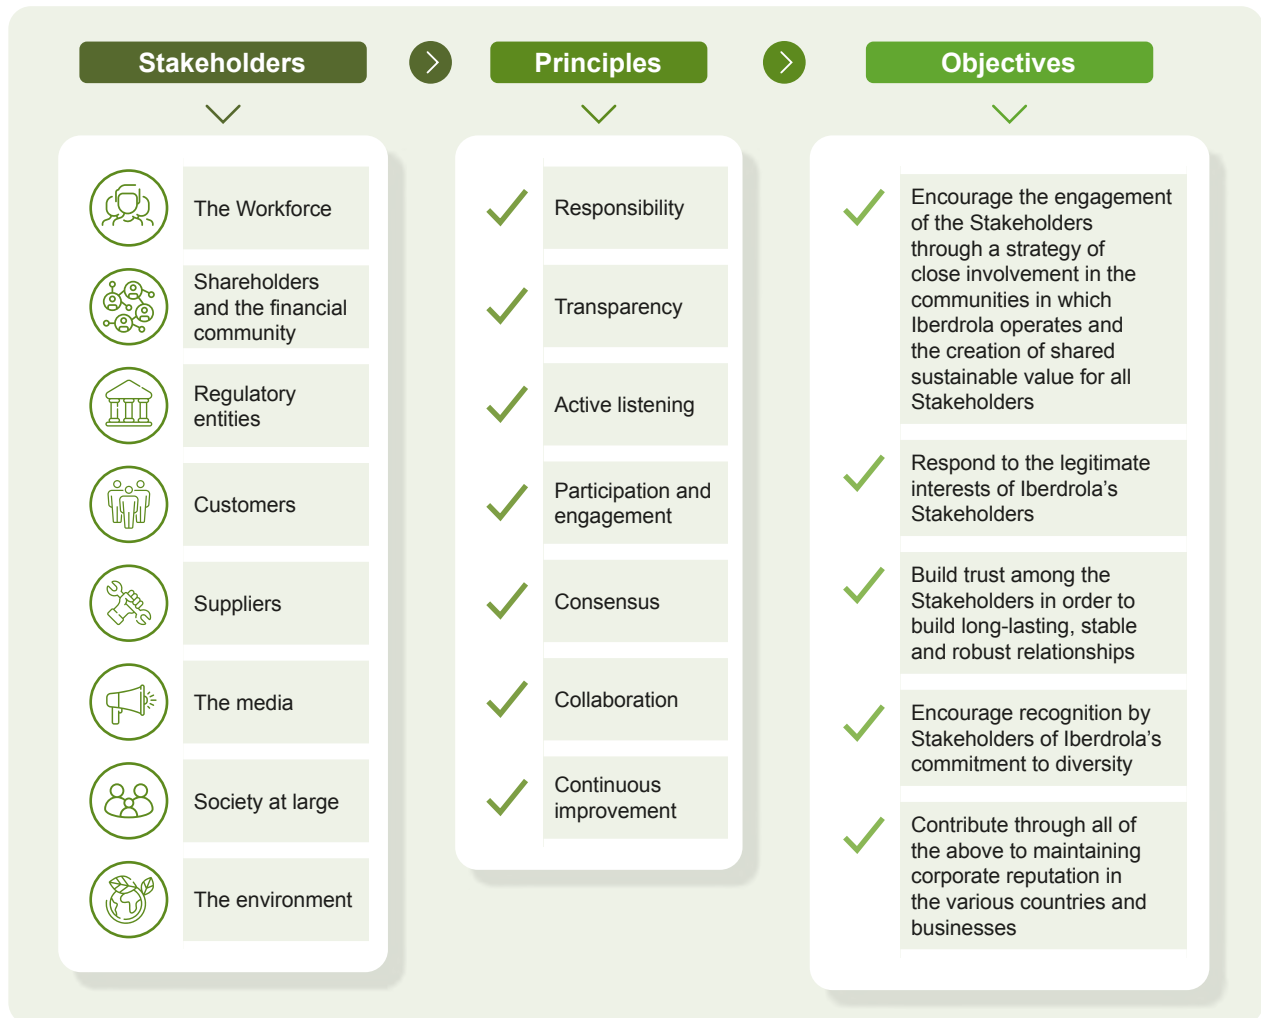 Stakeholders
Principles
Objectives
The Workforce
Shareholders
and the financial
community
Regulatory
entities
Customers
Suppliers
The media
Society at large
The environment
Responsibility
Transparency
Active listening
Participation and
engagement
Consensus
Collaboration
Continuous
improvement
Encourage the engagement
of the Stakeholders
through a strategy of
close involvement in the
communities in which
Iberdrola operates and
the creation of shared
sustainable value for all
Stakeholders
Respond to the legitimate
interests of Iberdrola’s
Stakeholders
Build trust among the
Stakeholders in order to
build long-lasting, stable
and robust relationships
Encourage recognition by
Stakeholders of Iberdrola’s
commitment to diversity
Contribute through all of
the above to maintaining
corporate reputation in
the various countries and
businesses